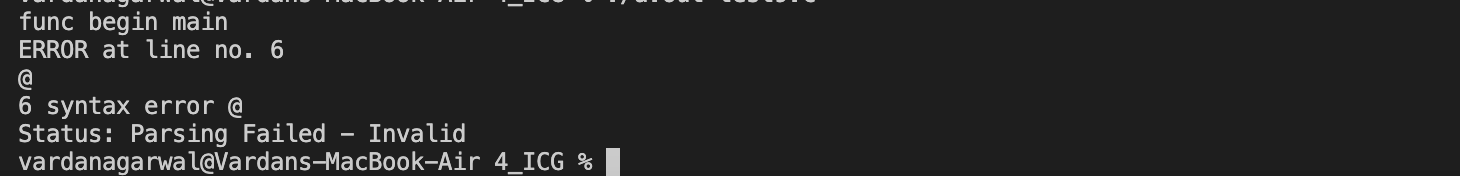 func begin main
ERROR at line no. 6
@
6 syntax error @
Status: Parsing Failed - Invalid
vardanagarwal@Vardans-MacBook-Air 4_ICG %